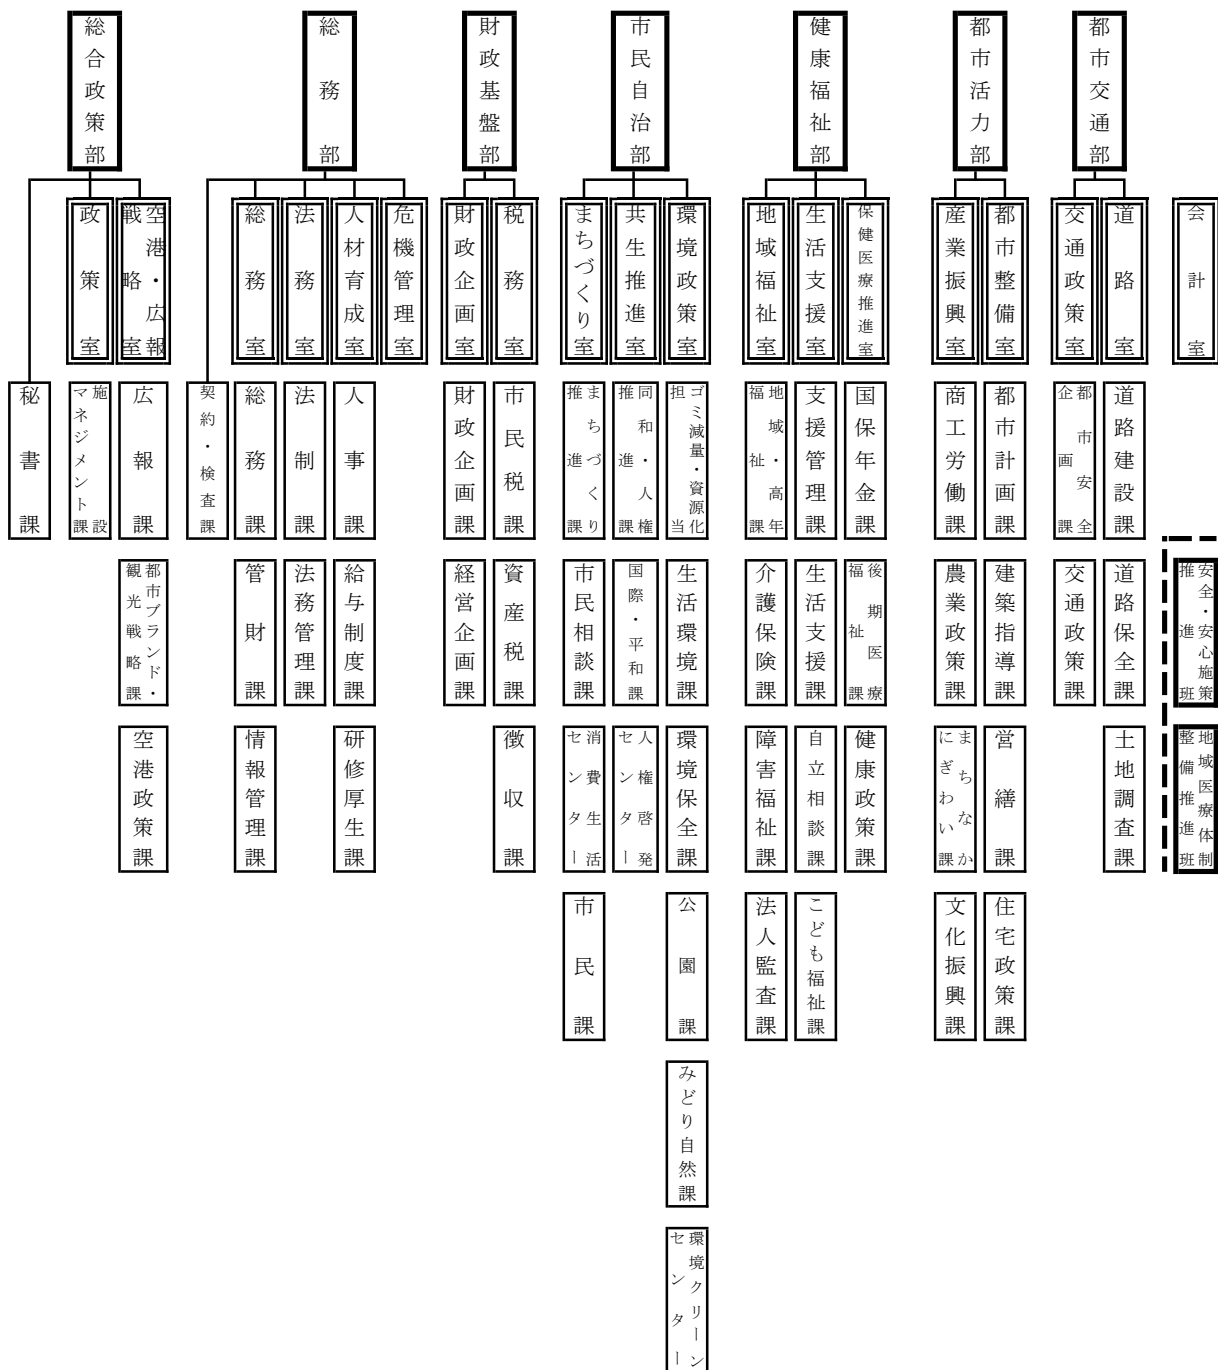 総合政策部
総務部
財政基盤部
市民自治部
健康福祉部
都市活力部
都市交通部
政策室
空港・広報戦略室
総務室
法務室
人材育成室
危機管理室
財政企画室
税務室
まちづくり室
共生推進室
環境政策室
地域福祉室
生活支援室
保健医療推進室
産業振興室
都市整備室
交通政策室
道路室
会計室
秘書課
施設マネジメント課
広報課
契約・検査課
総務課
法制課
人事課
財政企画課
市民税課
まちづくり推進課
同和・人権推進課
ゴミ減量・資源化担当
地域・高年福祉課
支援管理課
国保年金課
商工労働課
都市計画課
都市安全企画課
道路建設課
都市ブランド・観光戦略課
管財課
法務管理課
給与制度課
経営企画課
資産税課
市民相談課
国際・平和課
生活環境課
介護保険課
生活支援課
後期医療福祉課
農業政策課
建築指導課
交通政策課
道路保全課
安全・安心施策推進班
空港政策課
情報管理課
研修厚生課
徴収課
消費生活センター
人権啓発センター
環境保全課
障害福祉課
自立相談課
健康政策課
まちなかにぎわい課
営繕課
土地調査課
地域医療体制整備推進班
市民課
公園課
法人監査課
こども福祉課
文化振興課
住宅政策課
みどり自然課
環境クリーンセンター